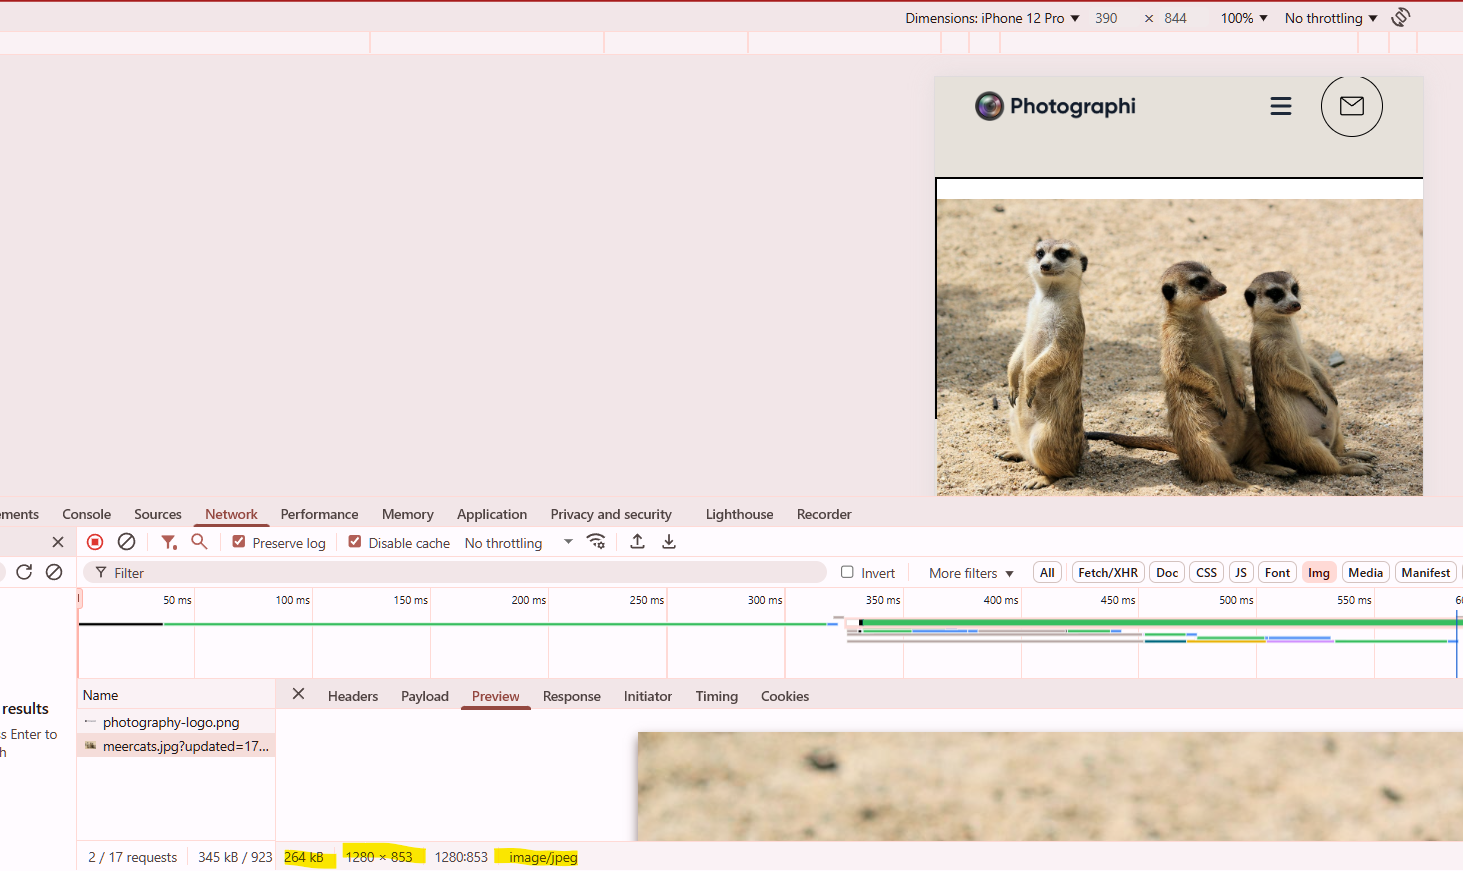 Dimensions: iPhone 12 Pro ▼ 390 × 844 100% ▼ No throttling ▼
Photographi
ements Console Sources Network Performance Memory Application Privacy and security Lighthouse Recorder
Preserve log Disable cache No throttling
Filter Invert More filters ▼ All Fetch/XHR Doc CSS JS Font Img Media Manifest
50 ms 100 ms 150 ms 200 ms 250 ms 300 ms 350 ms 400 ms 450 ms 500 ms 550 ms 60
Name Headers Payload Preview Response Initiator Timing Cookies
results
photography-logo.png
s Enter to
meercats.jpg?updated=17...
h
2 / 17 requests 345 kB / 923 264 kB 1280 × 853 1280:853 image/jpeg